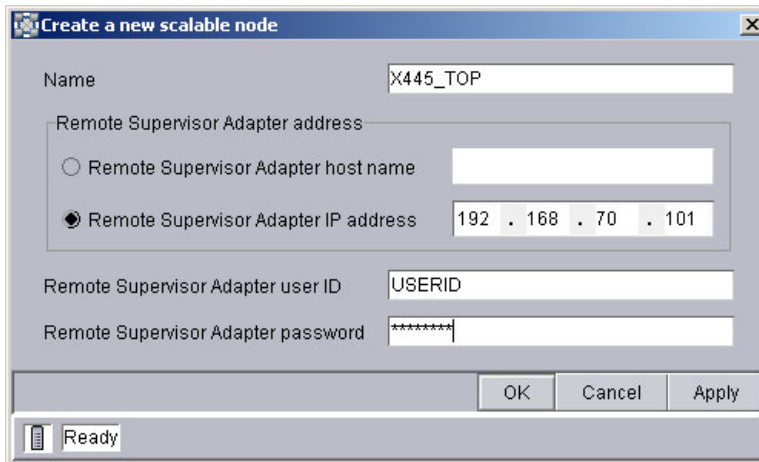 Create a new scalable node
Name X445_TOP
Remote Supervisor Adapter address
Remote Supervisor Adapter host name
Remote Supervisor Adapter IP address 192 . 168 . 70 . 101
Remote Supervisor Adapter user ID USERID
Remote Supervisor Adapter password ********
OK Cancel Apply
Ready